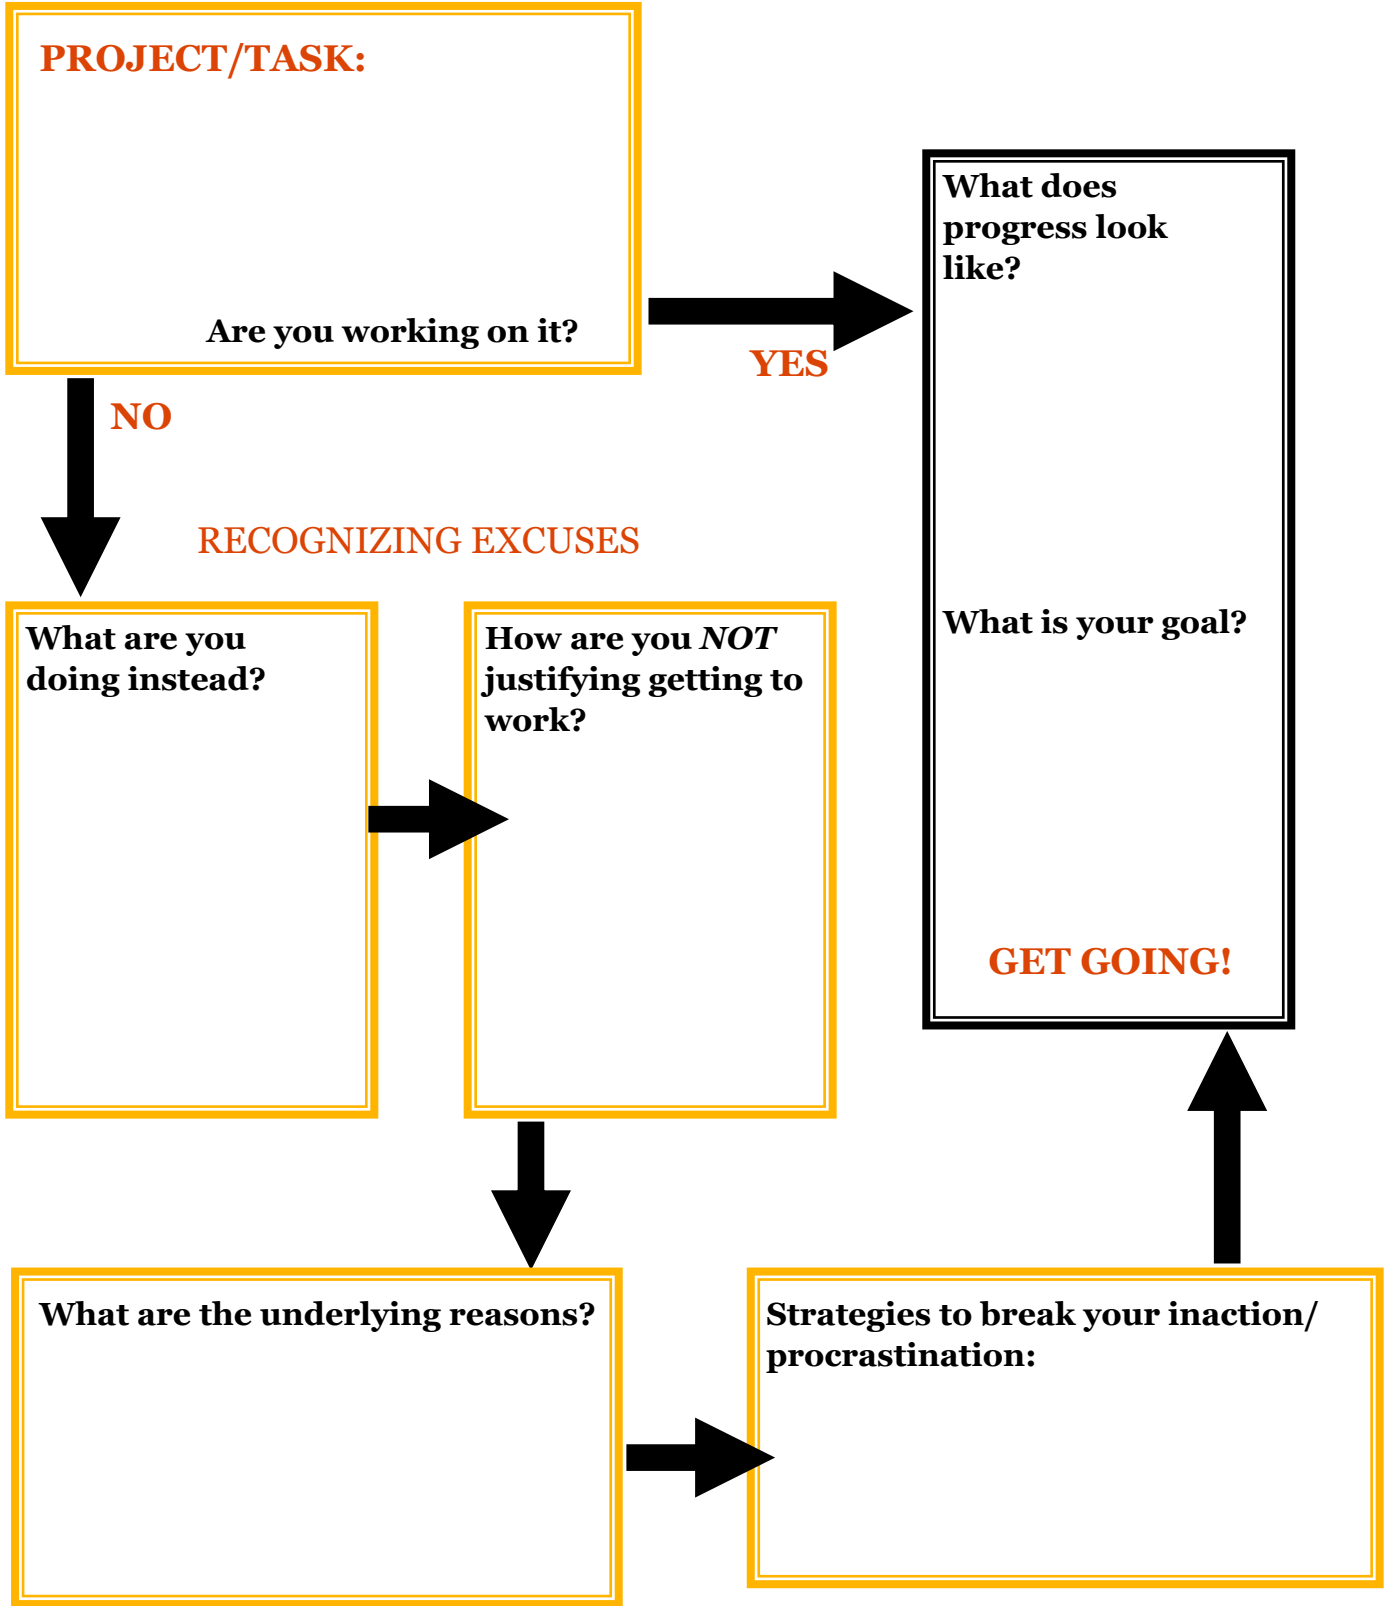 PROJECT/TASK:
Are you working on it?
YES
NO
What does
progress look
like?
What is your goal?
GET GOING!
RECOGNIZING EXCUSES
What are you
doing instead?
How are you NOT
justifying getting to
work?
What are the underlying reasons?
Strategies to break your inaction/
procrastination: